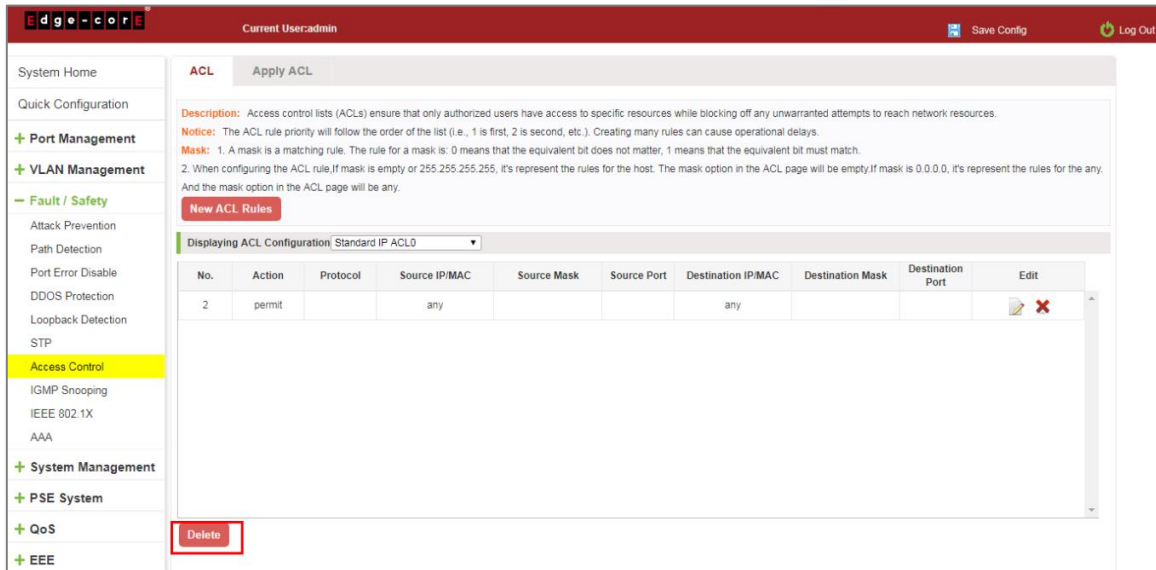 Edge-corE
Current User:admin
Save Config
Log Out
System Home
Quick Configuration
+ Port Management
+ VLAN Management
− Fault / Safety
Attack Prevention
Path Detection
Port Error Disable
DDOS Protection
Loopback Detection
STP
Access Control
IGMP Snooping
IEEE 802.1X
AAA
+ System Management
+ PSE System
+ QoS
+ EEE
ACL
Apply ACL
Description: Access control lists (ACLs) ensure that only authorized users have access to specific resources while blocking off any unwarranted attempts to reach network resources.
Notice: The ACL rule priority will follow the order of the list (i.e., 1 is first, 2 is second, etc.). Creating many rules can cause operational delays.
Mask: 1. A mask is a matching rule. The rule for a mask is: 0 means that the equivalent bit does not matter, 1 means that the equivalent bit must match.
2. When configuring the ACL rule,If mask is empty or 255.255.255.255, it's represent the rules for the host. The mask option in the ACL page will be empty.If mask is 0.0.0.0, it's represent the rules for the any.
And the mask option in the ACL page will be any.
New ACL Rules
Displaying ACL Configuration Standard IP ACL0
No. Action Protocol Source IP/MAC Source Mask Source Port Destination IP/MAC Destination Mask Destination Port Edit
2 permit any any
Delete